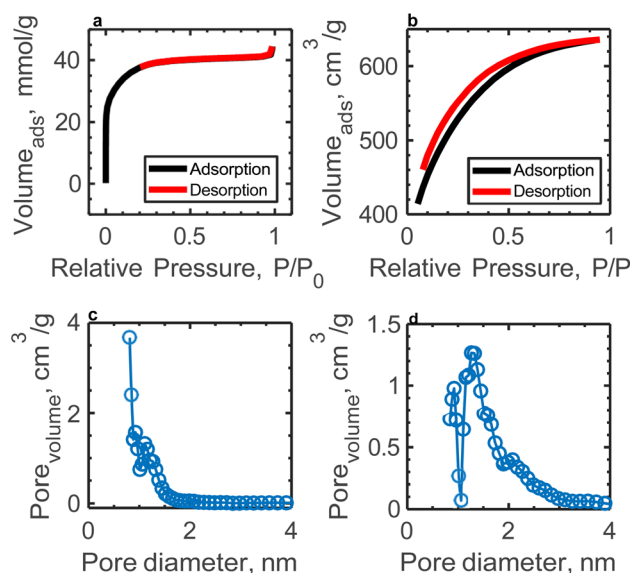 a
Volume_ads, mmol/g
40
20
0
Adsorption
Desorption
0 0.5 1
Relative Pressure, P/P_0
b
Volume_ads, cm^3/g
600
500
400
Adsorption
Desorption
0 0.5 1
Relative Pressure, P/P
c
Pore_volume, cm^3/g
4
2
0
0 2 4
Pore diameter, nm
d
Pore_volume, cm^3/g
1.5
1
0.5
0
0 2 4
Pore diameter, nm